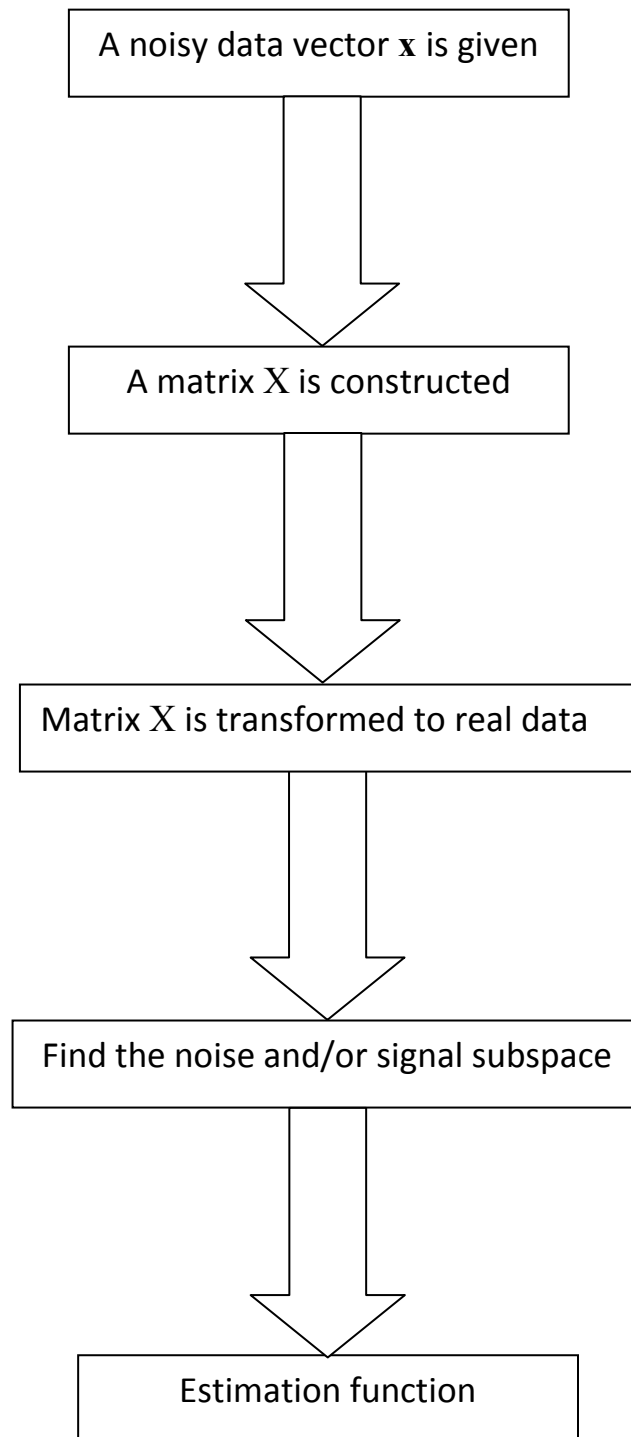 A noisy data vector x is given
A matrix X is constructed
Matrix X is transformed to real data
Find the noise and/or signal subspace
Estimation function